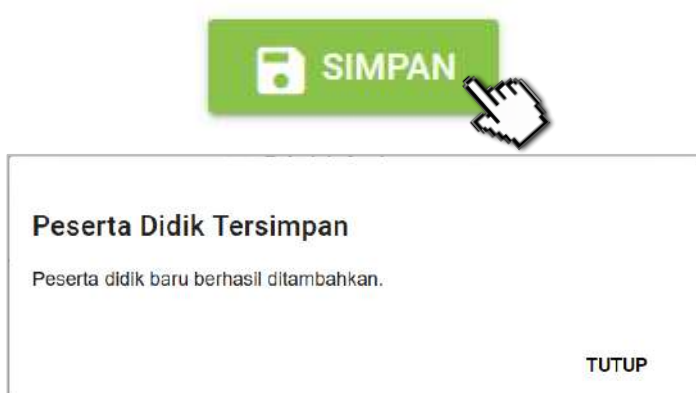 SIMPAN
Peserta Didik Tersimpan
Peserta didik baru berhasil ditambahkan.
TUTUP